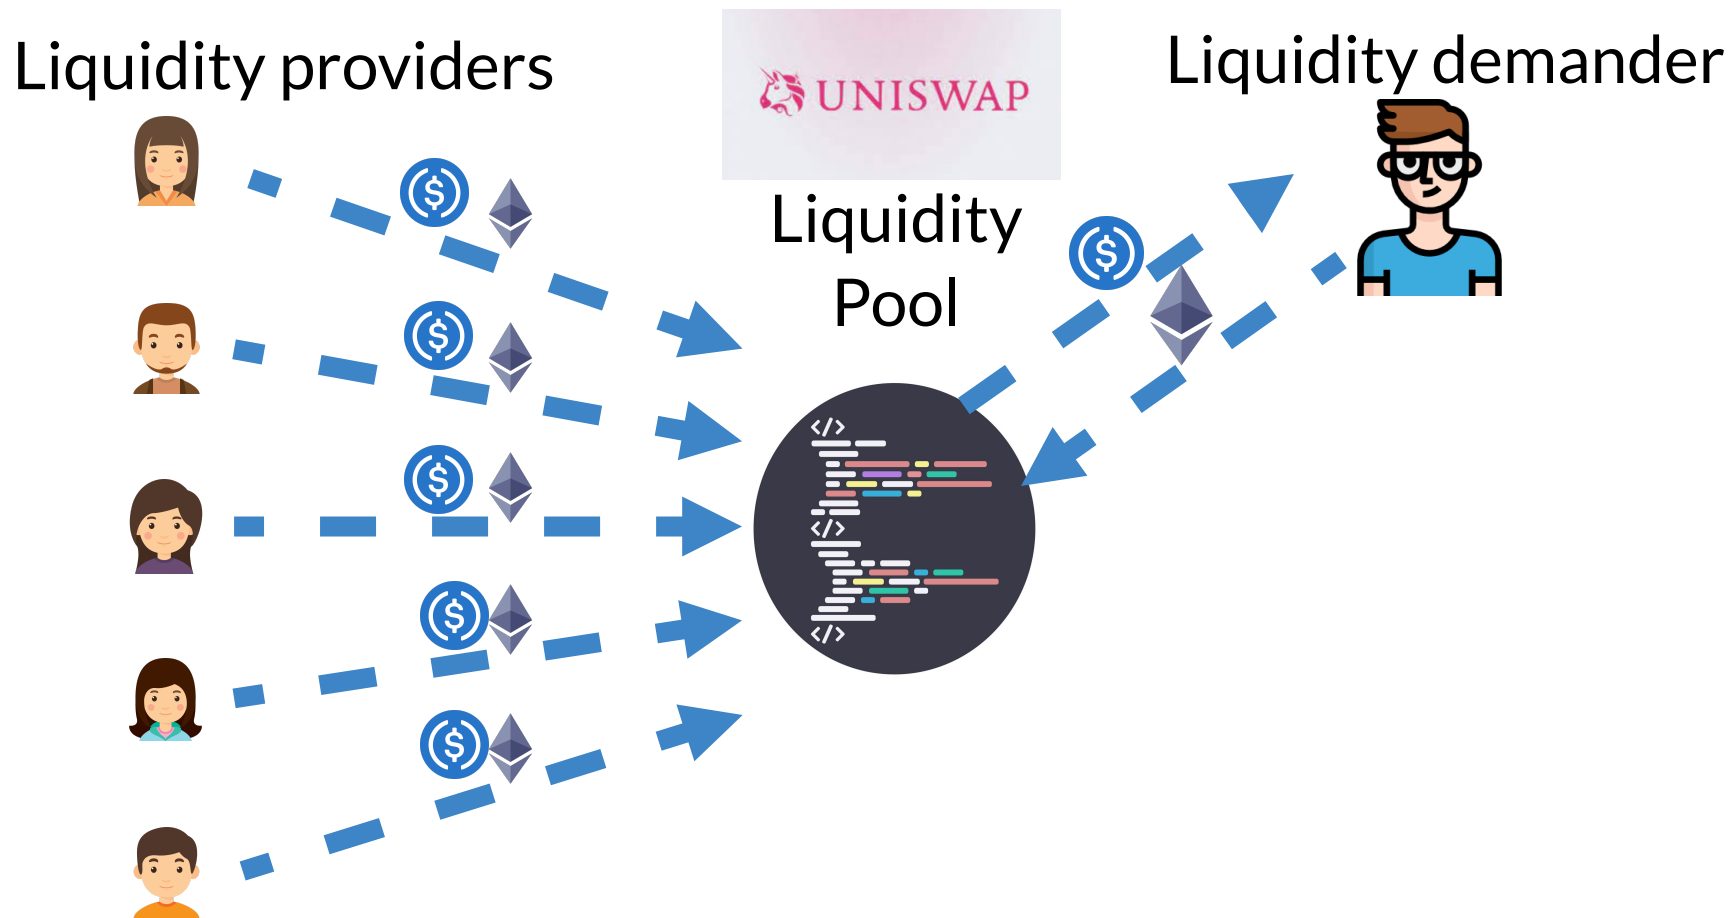 Liquidity providers
UNISWAP
Liquidity demander
Liquidity
Pool
$
$
$
$
$
$
</>
</>
</>